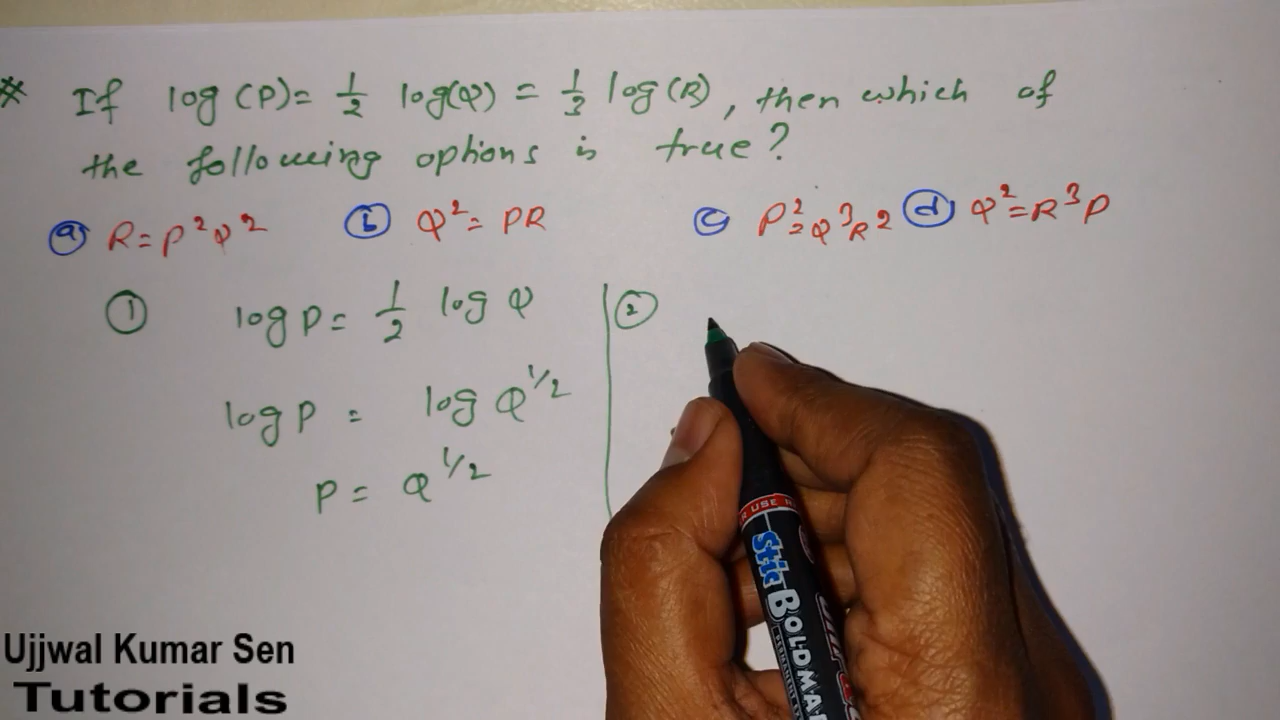 * If log (P) = 1/2 log(Q) = 1/3 log (R), then which of
the following options is true?
(a) R = P²Q² (b) Q² = PR (c) P² = Q³R² (d) Q² = R³P
① log P = 1/2 log Q
②
log P = log Q^1/2
P = Q^1/2
R USE
Stic BOLDMA
Ujjwal Kumar Sen
Tutorials